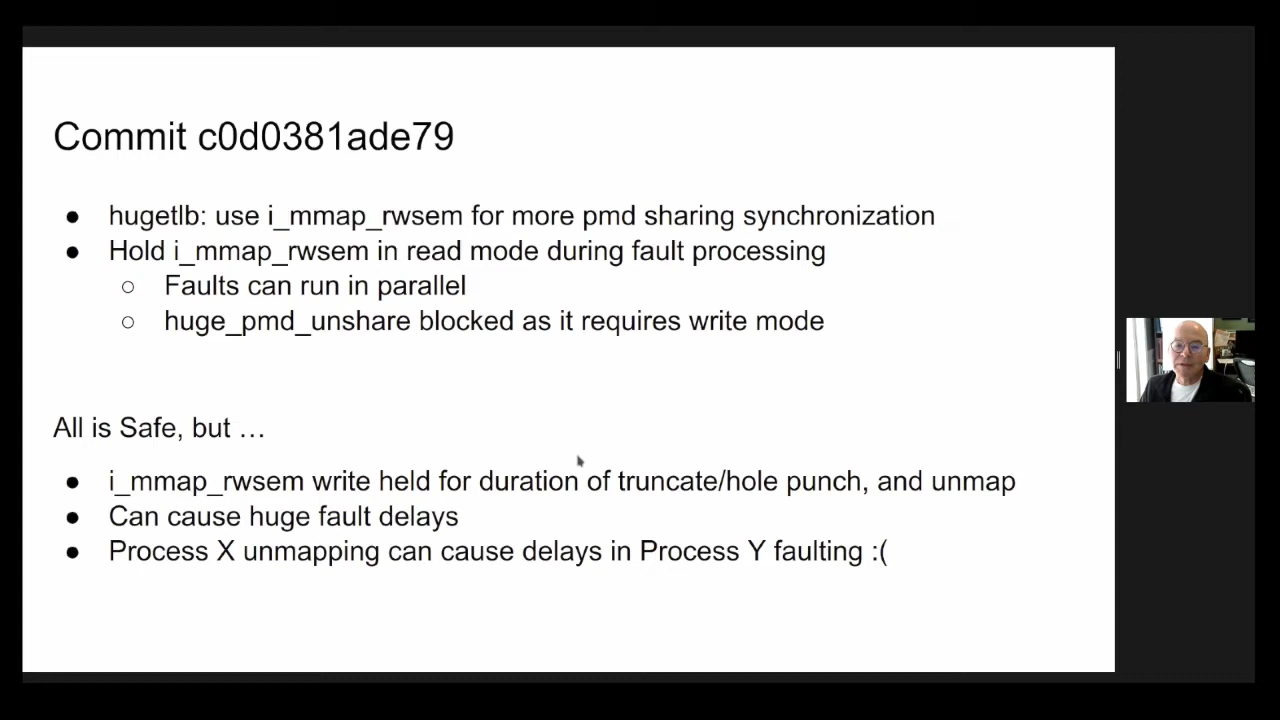 Commit c0d0381ade79
● hugetlb: use i_mmap_rwsem for more pmd sharing synchronization
● Hold i_mmap_rwsem in read mode during fault processing
○ Faults can run in parallel
○ huge_pmd_unshare blocked as it requires write mode
All is Safe, but …
● i_mmap_rwsem write held for duration of truncate/hole punch, and unmap
● Can cause huge fault delays
● Process X unmapping can cause delays in Process Y faulting :(